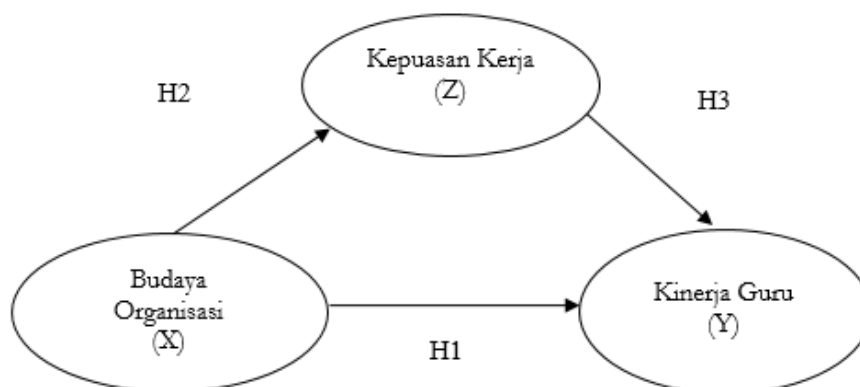 Kepuasan Kerja
(Z)
H2
H3
Budaya
Organisasi
(X)
Kinerja Guru
(Y)
H1